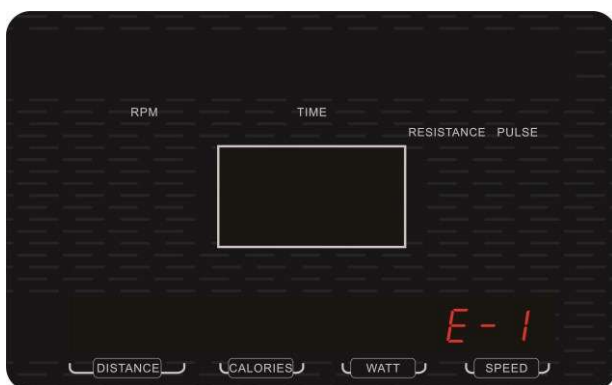 RPM TIME
RESISTANCE PULSE
E-1
DISTANCE CALORIES WATT SPEED